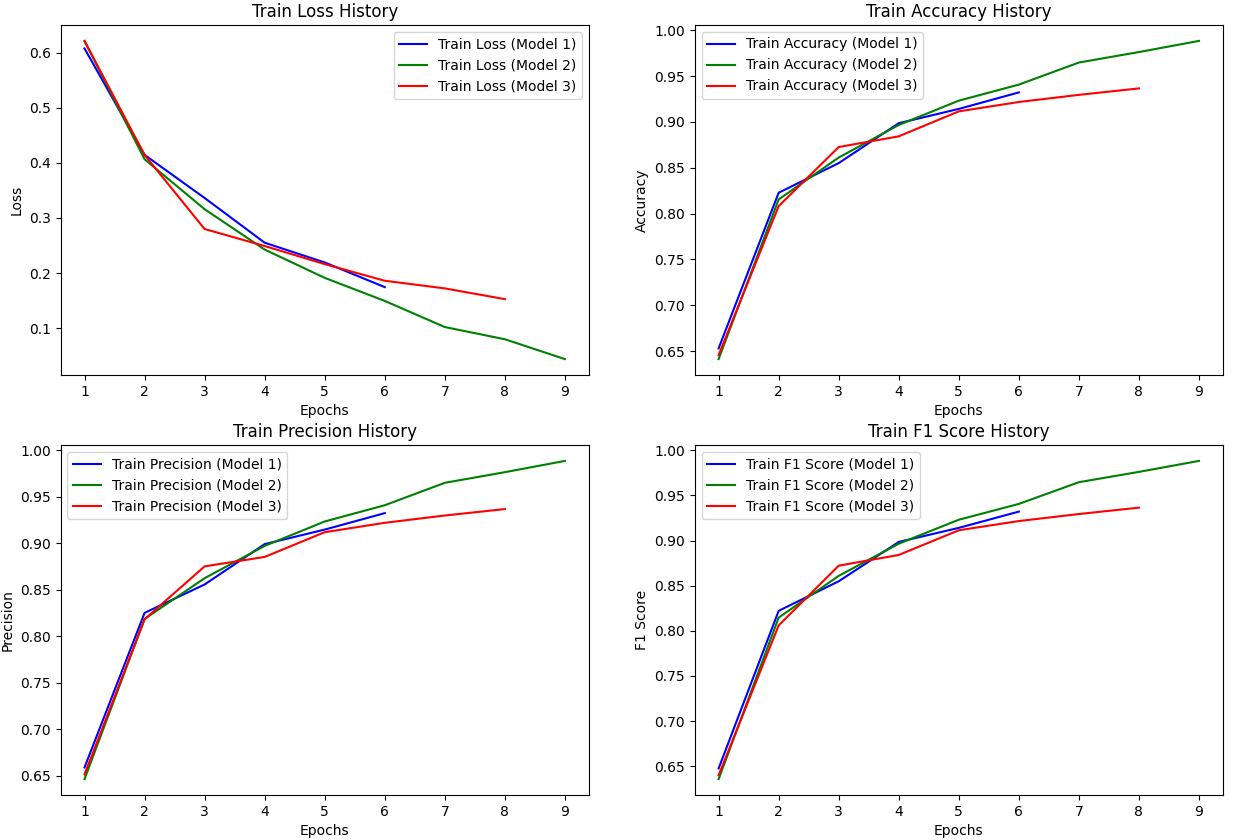 Train Loss History
Train Loss (Model 1)
Train Loss (Model 2)
Train Loss (Model 3)
0.6
0.5
0.4
0.3
0.2
0.1
Loss
1 2 3 4 5 6 7 8 9
Epochs
Train Accuracy History
Train Accuracy (Model 1)
Train Accuracy (Model 2)
Train Accuracy (Model 3)
1.00
0.95
0.90
0.85
0.80
0.75
0.70
0.65
Accuracy
1 2 3 4 5 6 7 8 9
Epochs
Train Precision History
Train Precision (Model 1)
Train Precision (Model 2)
Train Precision (Model 3)
1.00
0.95
0.90
0.85
0.80
0.75
0.70
0.65
Precision
1 2 3 4 5 6 7 8 9
Epochs
Train F1 Score History
Train F1 Score (Model 1)
Train F1 Score (Model 2)
Train F1 Score (Model 3)
1.00
0.95
0.90
0.85
0.80
0.75
0.70
0.65
F1 Score
1 2 3 4 5 6 7 8 9
Epochs